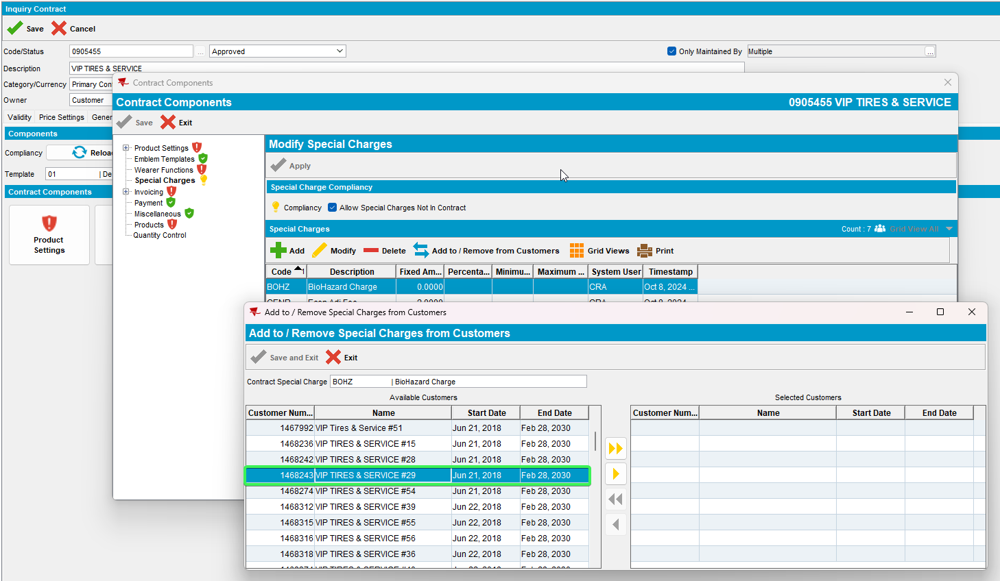 Inquiry Contract
Save Cancel
Code/Status 0905455 ... Approved Only Maintained By Multiple ...
Description VIP TIRES & SERVICE
Category/Currency Primary Con
Owner Customer
Validity Price Settings Gener
Components
Compliancy Reloa
Template 01 | De
Contract Components
Product
Settings
Contract Components
Contract Components 0905455 VIP TIRES & SERVICE
Save Exit
Product Settings
Emblem Templates
Wearer Functions
Special Charges
Invoicing
Payment
Miscellaneous
Products
Quantity Control
Modify Special Charges
Apply
Special Charge Compliancy
Compliancy Allow Special Charges Not In Contract
Special Charges Count : 7 Grid View All
Add Modify Delete Add to / Remove from Customers Grid Views Print
Code 1 Description Fixed Am... Percenta... Minimu... Maximum ... System User Timestamp
BOHZ BioHazard Charge 0.0000 CRA Oct 8, 2024 ...
Add to / Remove Special Charges from Customers
Add to / Remove Special Charges from Customers
Save and Exit Exit
Contract Special Charge BOHZ | BioHazard Charge
Available Customers Selected Customers
Customer Num... Name Start Date End Date Customer Num... Name Start Date End Date
1467992 VIP Tires & Service #51 Jun 21, 2018 Feb 28, 2030
1468236 VIP TIRES & SERVICE #15 Jun 21, 2018 Feb 28, 2030
1468242 VIP TIRES & SERVICE #28 Jun 21, 2018 Feb 28, 2030
1468243 VIP TIRES & SERVICE #29 Jun 21, 2018 Feb 28, 2030
1468274 VIP TIRES & SERVICE #54 Jun 21, 2018 Feb 28, 2030
1468312 VIP TIRES & SERVICE #39 Jun 22, 2018 Feb 28, 2030
1468315 VIP TIRES & SERVICE #55 Jun 22, 2018 Feb 28, 2030
1468316 VIP TIRES & SERVICE #56 Jun 22, 2018 Feb 28, 2030
1468318 VIP TIRES & SERVICE #36 Jun 22, 2018 Feb 28, 2030